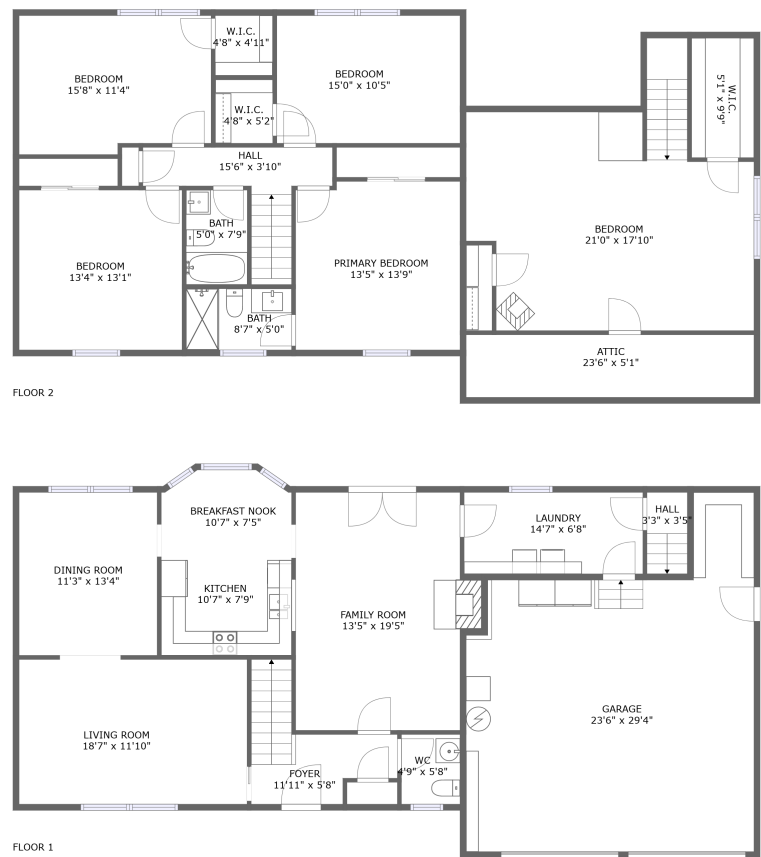 W.I.C.
4'8" x 4'11"
BEDROOM
15'8" x 11'4"
BEDROOM
15'0" x 10'5"
W.I.C.
5'1" x 9'9"
W.I.C.
4'8" x 5'2"
HALL
15'6" x 3'10"
BATH
5'0" x 7'9"
BEDROOM
21'0" x 17'10"
BEDROOM
13'4" x 13'1"
PRIMARY BEDROOM
13'5" x 13'9"
BATH
8'7" x 5'0"
ATTIC
23'6" x 5'1"
FLOOR 2
BREAKFAST NOOK
10'7" x 7'5"
LAUNDRY
14'7" x 6'8"
HALL
3'3" x 3'5"
DINING ROOM
11'3" x 13'4"
KITCHEN
10'7" x 7'9"
FAMILY ROOM
13'5" x 19'5"
GARAGE
23'6" x 29'4"
LIVING ROOM
18'7" x 11'10"
FOYER
11'11" x 5'8"
WC
4'9" x 5'8"
FLOOR 1